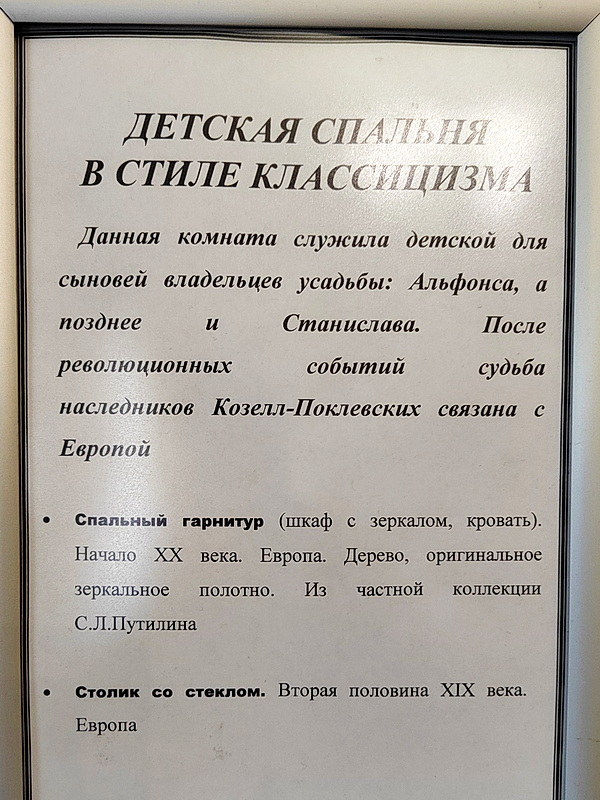 ДЕТСКАЯ СПАЛЬНЯ
В СТИЛЕ КЛАССИЦИЗМА
Данная комната служила детской для
сыновей владельцев усадьбы: Альфонса, а
позднее и Станислава. После
революционных событий судьба
наследников Козелл-Поклевских связана с
Европой
• Спальный гарнитур (шкаф с зеркалом, кровать).
Начало XX века. Европа. Дерево, оригинальное
зеркальное полотно. Из частной коллекции
С.Л.Путилина
• Столик со стеклом. Вторая половина XIX века.
Европа